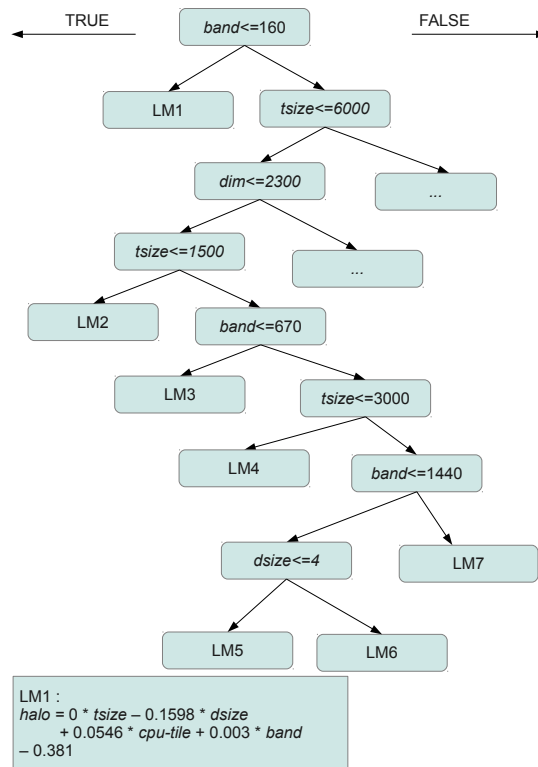 TRUE
FALSE
band<=160
LM1
tsize<=6000
dim<=2300
...
tsize<=1500
...
LM2
band<=670
LM3
tsize<=3000
LM4
band<=1440
dsize<=4
LM7
LM5
LM6
LM1 :
halo = 0 * tsize – 0.1598 * dsize
+ 0.0546 * cpu-tile + 0.003 * band
– 0.381